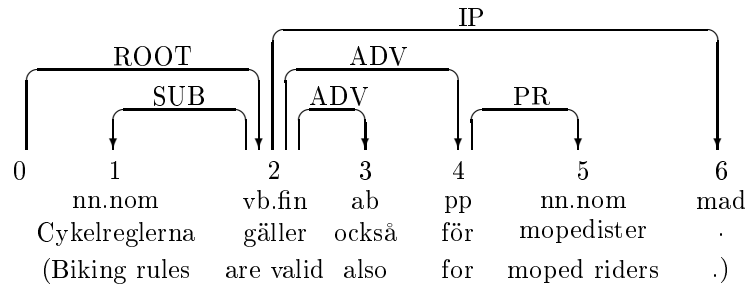 IP
ROOT ADV
SUB ADV PR
0 1 2 3 4 5 6
nn.nom vb.fin ab pp nn.nom mad
Cykelreglerna gäller också för mopedister .
(Biking rules are valid also for moped riders .)